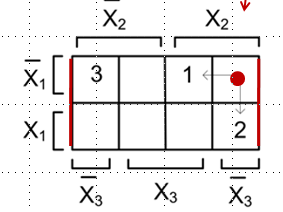 X̅₂ X₂
X̅₁ 3 1
X₁ 2
X̅₃ X₃ X̅₃